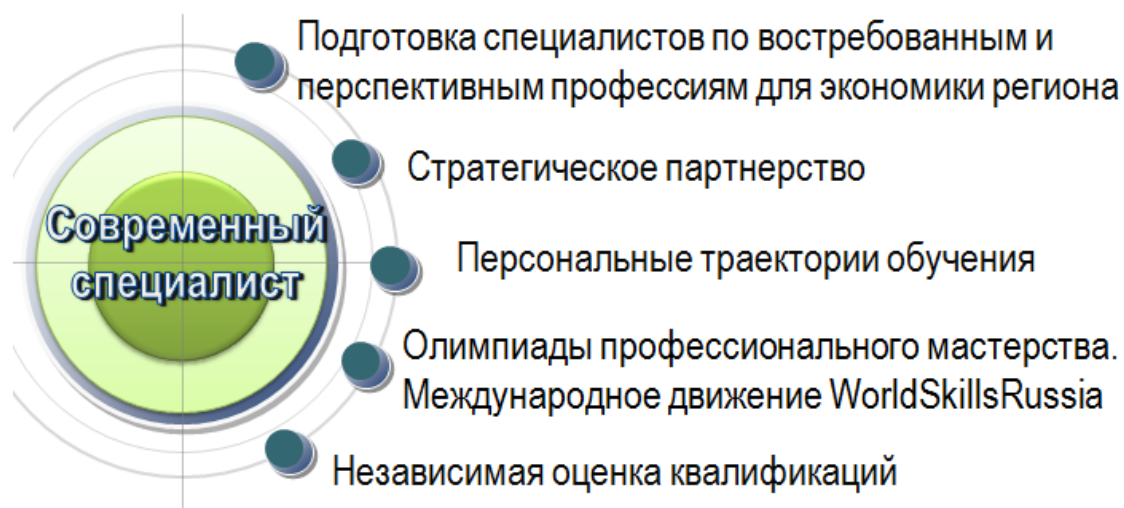 Подготовка специалистов по востребованным и
перспективным профессиям для экономики региона
Стратегическое партнерство
Современный
специалист
Персональные траектории обучения
Олимпиады профессионального мастерства.
Международное движение WorldSkillsRussia
Независимая оценка квалификаций